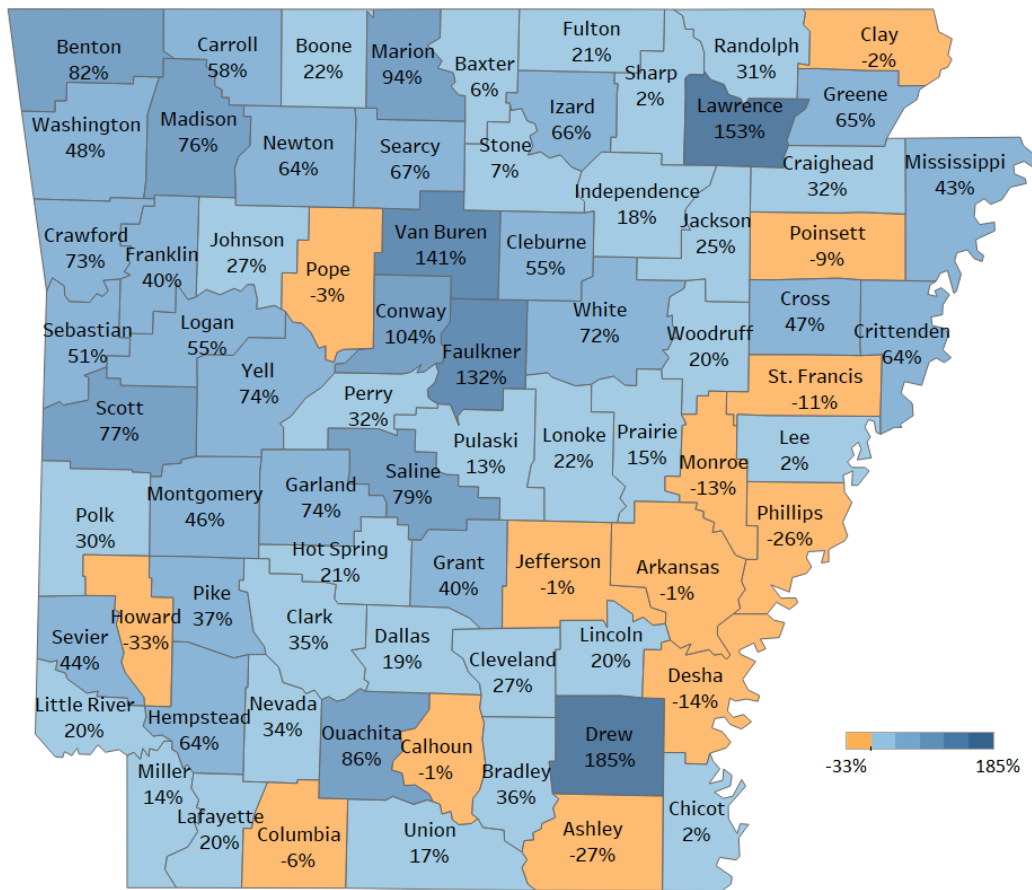 Benton
82%
Carroll
58%
Boone
22%
Marion
94%
Baxter
6%
Fulton
21%
Sharp
2%
Randolph
31%
Clay
-2%
Washington
48%
Madison
76%
Newton
64%
Searcy
67%
Stone
7%
Izard
66%
Lawrence
153%
Greene
65%
Craighead
32%
Mississippi
43%
Crawford
73%
Franklin
40%
Johnson
27%
Pope
-3%
Van Buren
141%
Cleburne
55%
Independence
18%
Jackson
25%
Poinsett
-9%
Sebastian
51%
Logan
55%
Conway
104%
Faulkner
132%
White
72%
Woodruff
20%
Cross
47%
Crittenden
64%
Scott
77%
Yell
74%
Perry
32%
Pulaski
13%
Lonoke
22%
Prairie
15%
St. Francis
-11%
Monroe
-13%
Lee
2%
Phillips
-26%
Polk
30%
Montgomery
46%
Garland
74%
Saline
79%
Hot Spring
21%
Grant
40%
Jefferson
-1%
Arkansas
-1%
Howard
-33%
Pike
37%
Clark
35%
Dallas
19%
Cleveland
27%
Lincoln
20%
Desha
-14%
Sevier
44%
Little River
20%
Hempstead
64%
Nevada
34%
Ouachita
86%
Calhoun
-1%
Bradley
36%
Drew
185%
Miller
14%
Lafayette
20%
Columbia
-6%
Union
17%
Ashley
-27%
Chicot
2%
-33%
185%